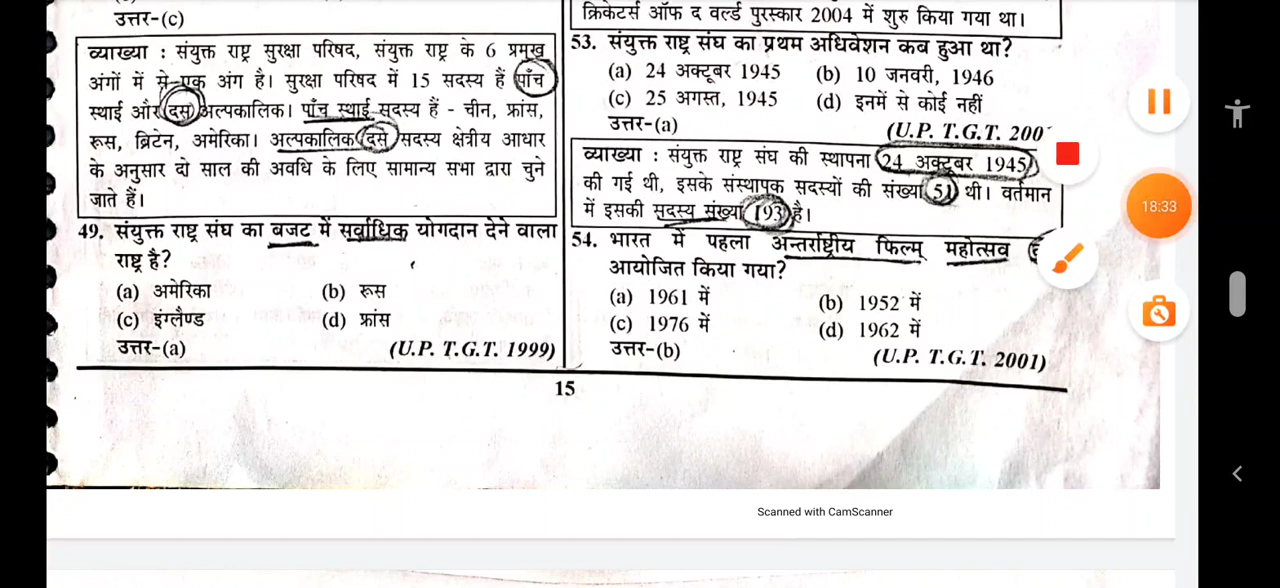 उत्तर-(c)
व्याख्या : संयुक्त राष्ट्र सुरक्षा परिषद, संयुक्त राष्ट्र के 6 प्रमुख
अंगों में से एक अंग है। सुरक्षा परिषद में 15 सदस्य हैं पाँच
स्थाई और दस अल्पकालिक। पाँच स्थाई सदस्य हैं - चीन, फ्रांस,
रूस, ब्रिटेन, अमेरिका। अल्पकालिक दस सदस्य क्षेत्रीय आधार
के अनुसार दो साल की अवधि के लिए सामान्य सभा द्वारा चुने
जाते हैं।
49. संयुक्त राष्ट्र संघ का बजट में सर्वाधिक योगदान देने वाला
राष्ट्र है?
(a) अमेरिका (b) रूस
(c) इंग्लैण्ड (d) फ्रांस
उत्तर-(a) (U.P. T.G.T. 1999)
क्रिकेटर्स ऑफ द वर्ल्ड पुरस्कार 2004 में शुरु किया गया था।
53. संयुक्त राष्ट्र संघ का प्रथम अधिवेशन कब हुआ था?
(a) 24 अक्टूबर 1945 (b) 10 जनवरी, 1946
(c) 25 अगस्त, 1945 (d) इनमें से कोई नहीं
उत्तर-(a) (U.P. T.G.T. 200
व्याख्या : संयुक्त राष्ट्र संघ की स्थापना 24 अक्टूबर 1945
की गई थी, इसके संस्थापक सदस्यों की संख्या 51 थी। वर्तमान
में इसकी सदस्य संख्या 193 है।
54. भारत में पहला अन्तर्राष्ट्रीय फिल्म महोत्सव
आयोजित किया गया?
(a) 1961 में (b) 1952 में
(c) 1976 में (d) 1962 में
उत्तर-(b) (U.P. T.G.T. 2001)
15
Scanned with CamScanner
18:33